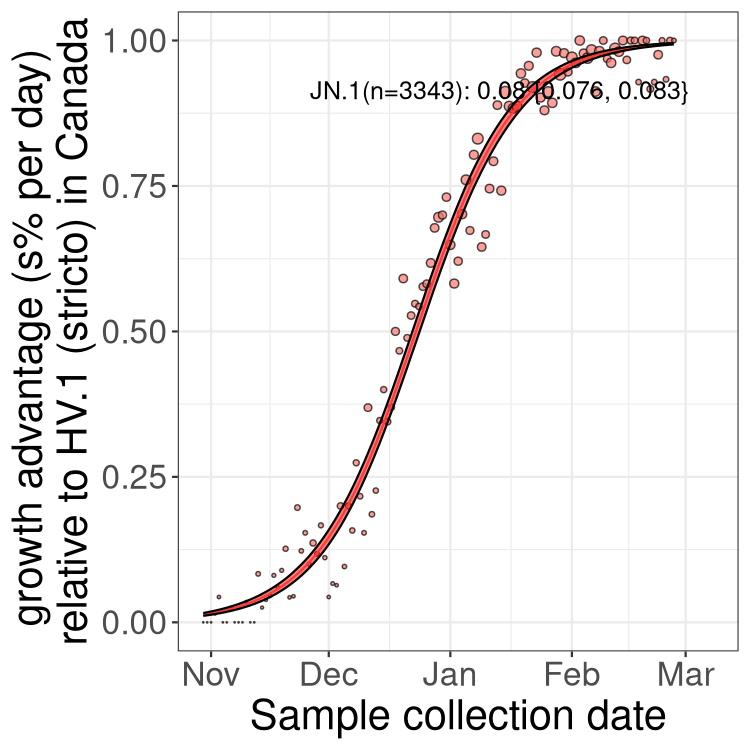 growth advantage (s% per day)
relative to HV.1 (stricto) in Canada
1.00
JN.1(n=3343): 0.08 {0.076, 0.083}
0.75
0.50
0.25
0.00
Nov Dec Jan Feb Mar
Sample collection date